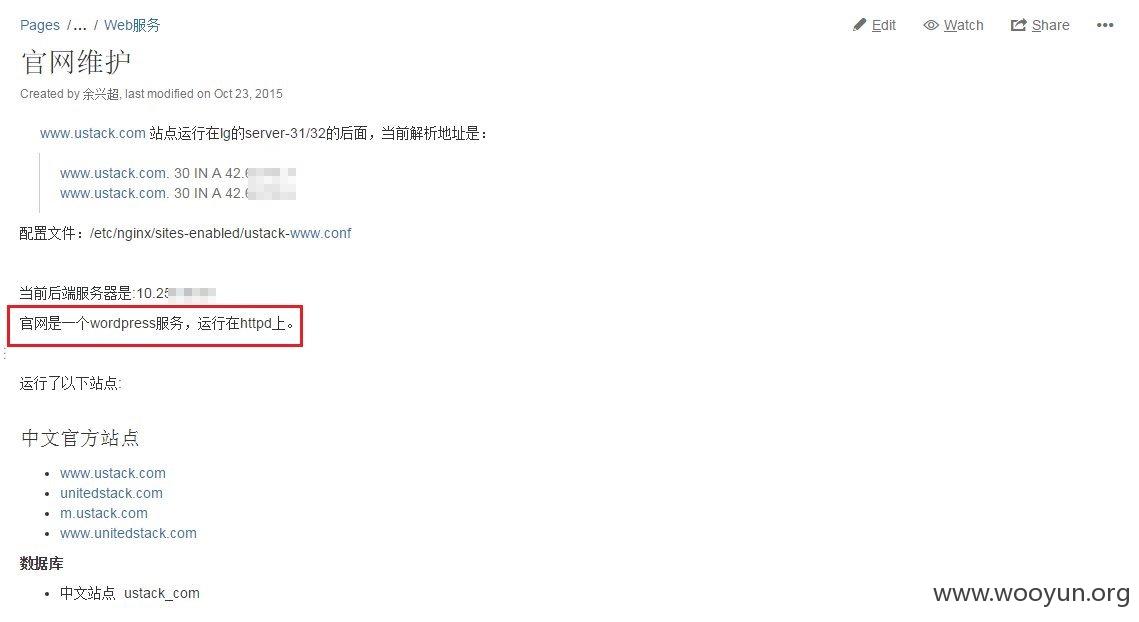 Pages /... / Web服务
Edit Watch Share •••
官网维护
Created by 余兴超, last modified on Oct 23, 2015
www.ustack.com 站点运行在lg的server-31/32的后面，当前解析地址是：
www.ustack.com. 30 IN A 42.
www.ustack.com. 30 IN A 42.
配置文件：/etc/nginx/sites-enabled/ustack-www.conf
当前后端服务器是:10.25
官网是一个wordpress服务，运行在httpd上。
运行了以下站点:
中文官方站点
• www.ustack.com
• unitedstack.com
• m.ustack.com
• www.unitedstack.com
数据库
• 中文站点 ustack_com
www.wooyun.org